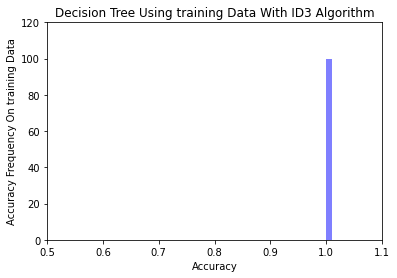 Decision Tree Using training Data With ID3 Algorithm
Accuracy Frequency On training Data
120
100
80
60
40
20
0
0.5 0.6 0.7 0.8 0.9 1.0 1.1
Accuracy